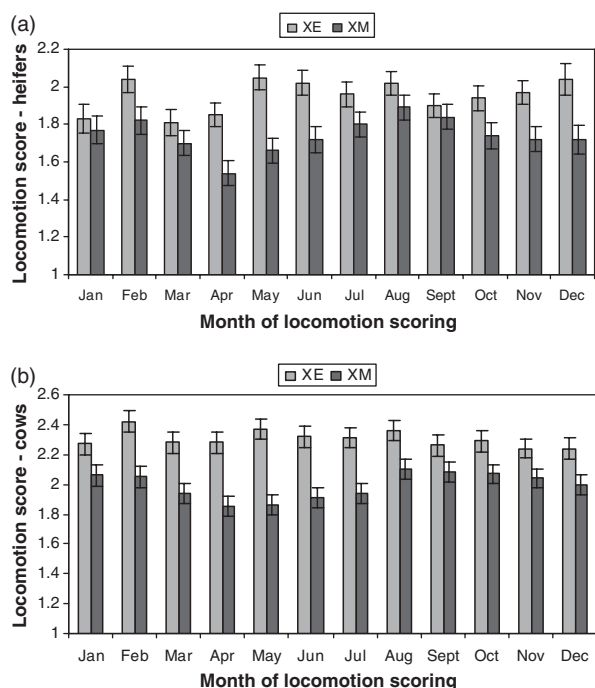 (a)
XE XM
Locomotion score - heifers
2.2
2
1.8
1.6
1.4
1.2
1
Jan Feb Mar Apr May Jun Jul Aug Sept Oct Nov Dec
Month of locomotion scoring
(b)
XE XM
Locomotion score - cows
2.6
2.4
2.2
2
1.8
1.6
1.4
1.2
1
Jan Feb Mar Apr May Jun Jul Aug Sept Oct Nov Dec
Month of locomotion scoring